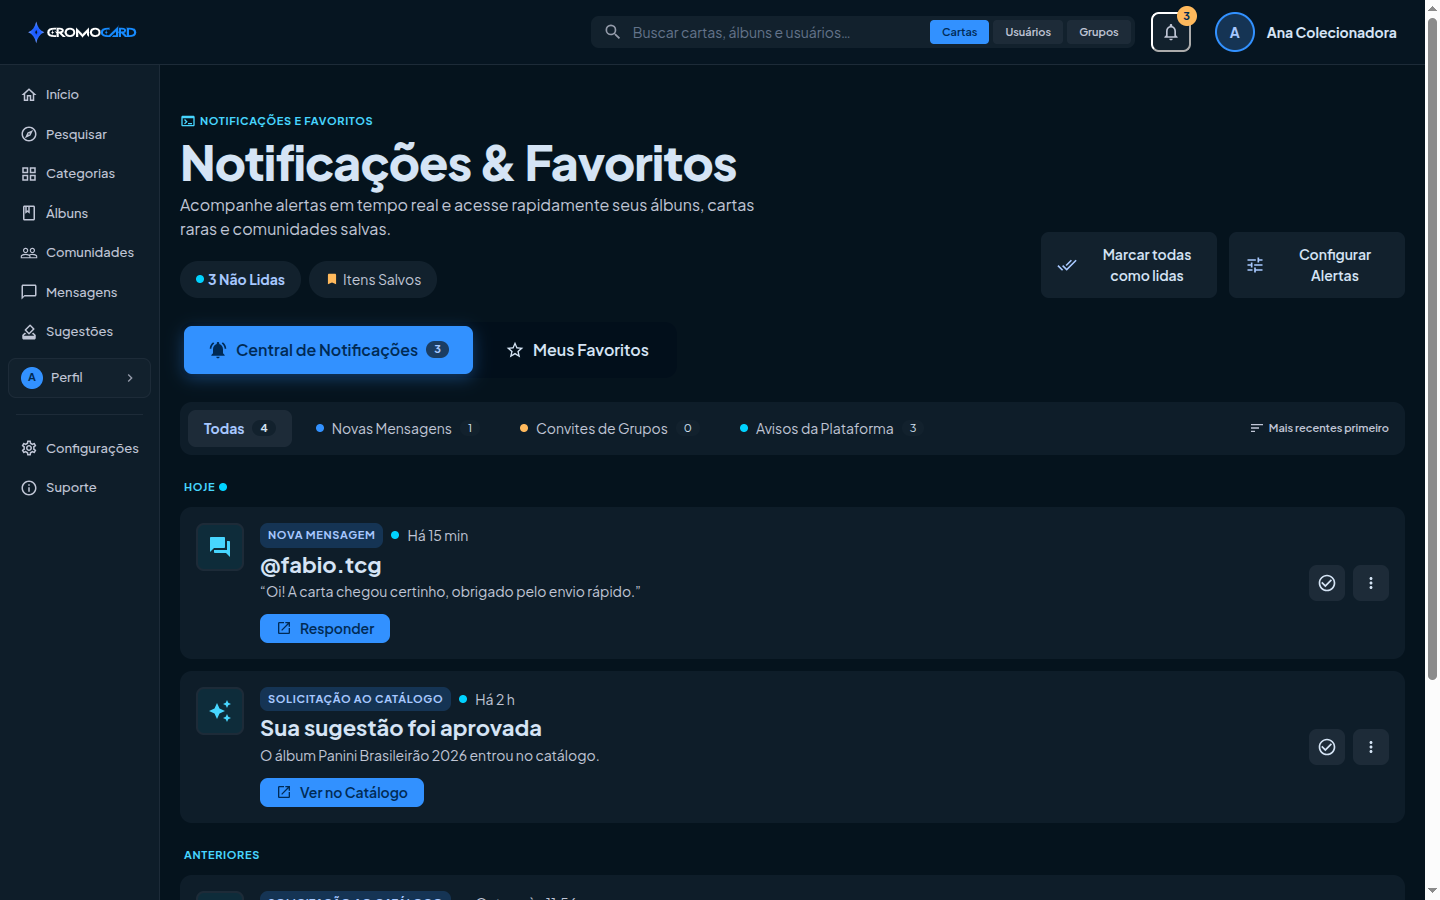 CROMOCARD
Buscar cartas, álbuns e usuários...
Cartas
Usuários
Grupos
3
A
Ana Colecionadora
Início
Pesquisar
Categorias
Álbuns
Comunidades
Mensagens
Sugestões
A
Perfil
Configurações
Suporte
NOTIFICAÇÕES E FAVORITOS
Notificações & Favoritos
Acompanhe alertas em tempo real e acesse rapidamente seus álbuns, cartas
raras e comunidades salvas.
3 Não Lidas
Itens Salvos
Marcar todas
como lidas
Configurar
Alertas
Central de Notificações 3
Meus Favoritos
Todas 4
Novas Mensagens 1
Convites de Grupos 0
Avisos da Plataforma 3
Mais recentes primeiro
HOJE
NOVA MENSAGEM
Há 15 min
@fabio.tcg
“Oi! A carta chegou certinho, obrigado pelo envio rápido.”
Responder
SOLICITAÇÃO AO CATÁLOGO
Há 2 h
Sua sugestão foi aprovada
O álbum Panini Brasileirão 2026 entrou no catálogo.
Ver no Catálogo
ANTERIORES
SOLICITAÇÃO AO CATÁLOGO